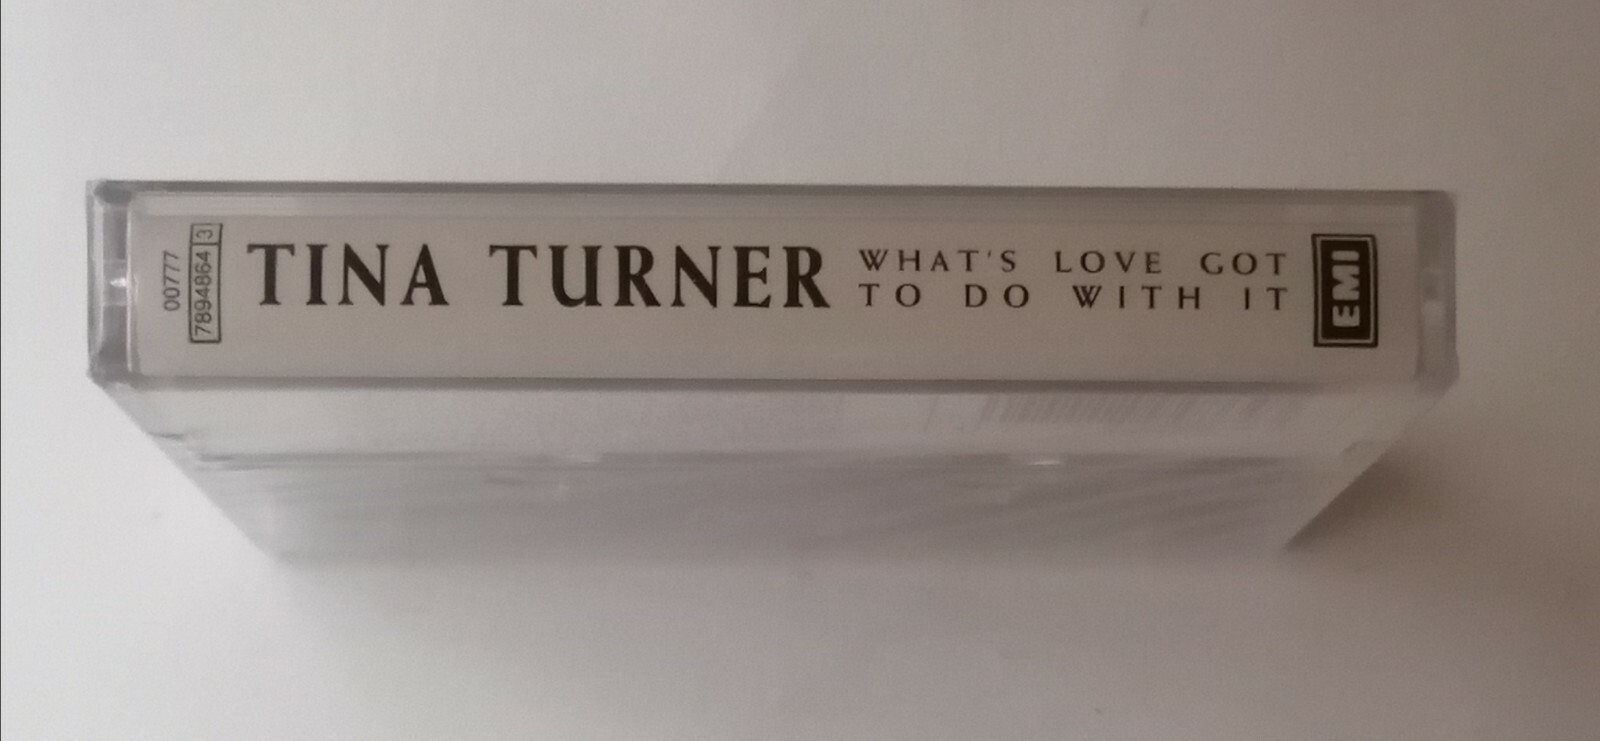 00777
7894864 3
TINA TURNER
WHAT'S LOVE GOT
TO DO WITH IT
EMI